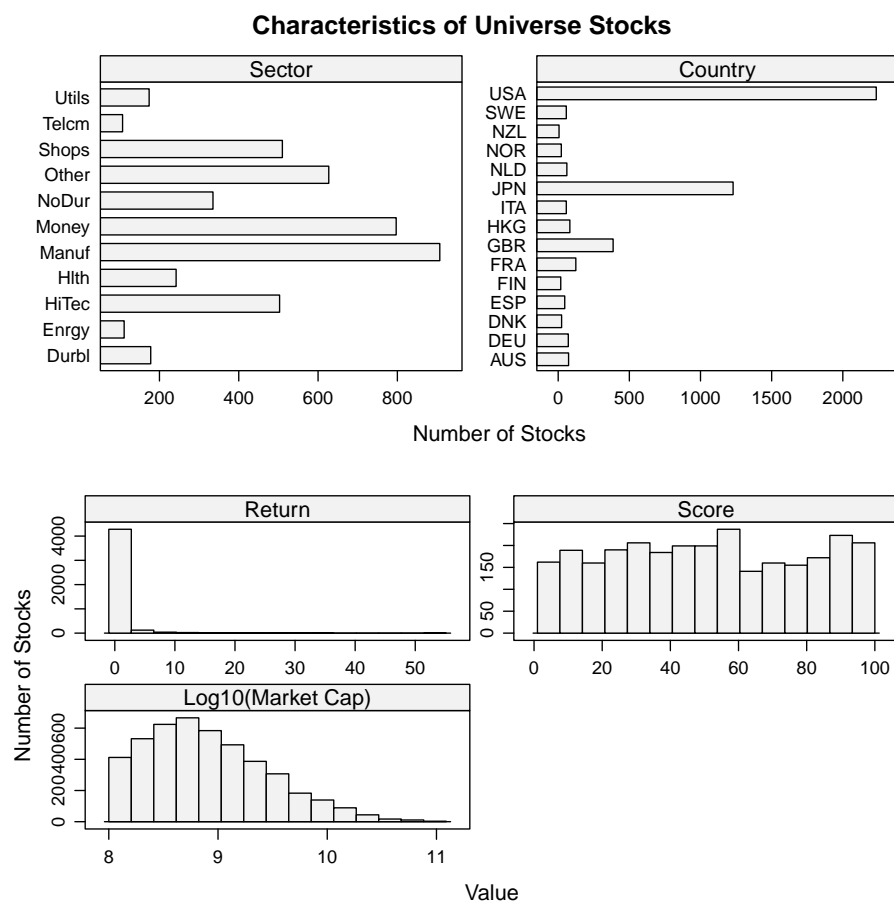 Characteristics of Universe Stocks
Sector
Utils
Telcm
Shops
Other
NoDur
Money
Manuf
Hlth
HiTec
Enrgy
Durbl
200 400 600 800
Country
USA
SWE
NZL
NOR
NLD
JPN
ITA
HKG
GBR
FRA
FIN
ESP
DNK
DEU
AUS
0 500 1000 1500 2000
Number of Stocks
Number of Stocks
Return
4000
2000
0
0 10 20 30 40 50
Score
150
50
0
0 20 40 60 80 100
Log10(Market Cap)
600
400
200
0
8 9 10 11
Value